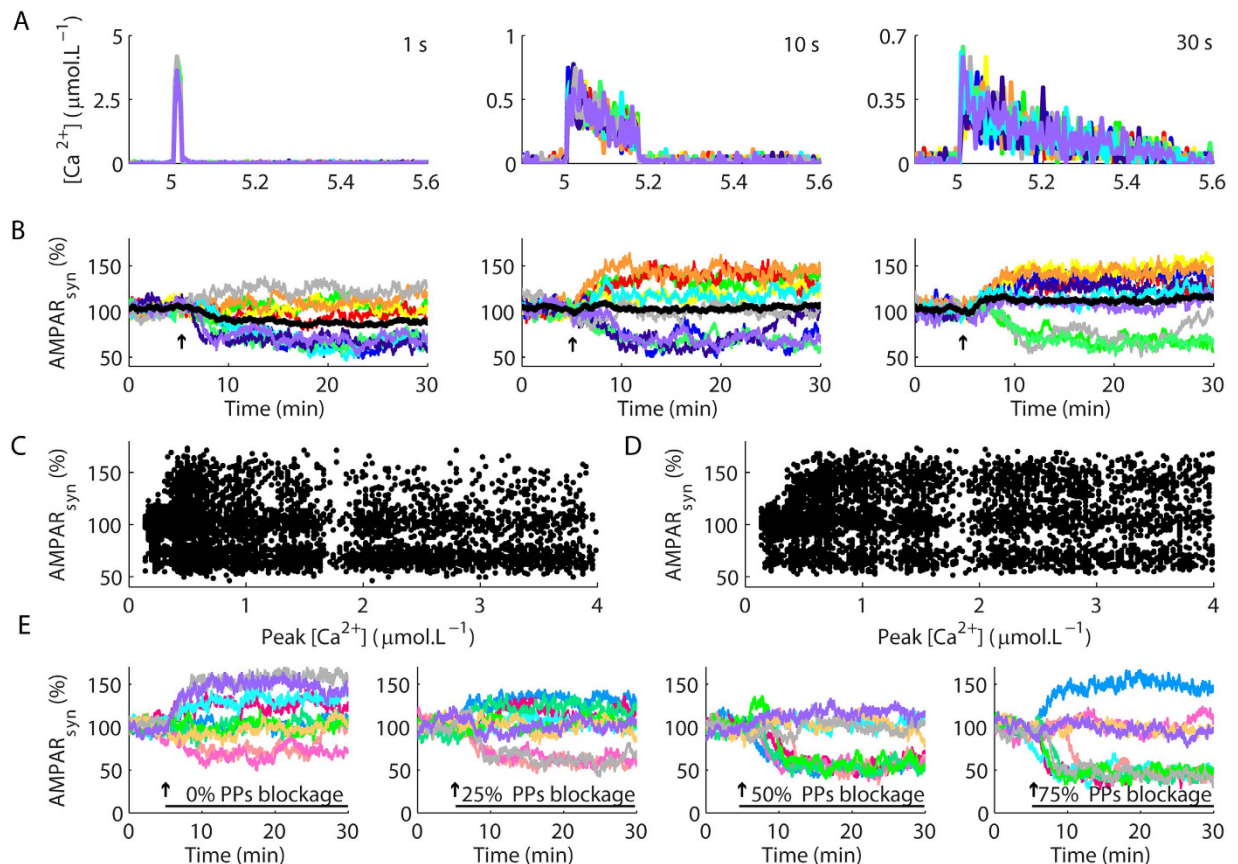 A
1 s
10 s
30 s
[Ca 2+] (μmol.L−1)
5
2.5
0
1
0.5
0
0.7
0.35
0
5 5.2 5.4 5.6
5 5.2 5.4 5.6
5 5.2 5.4 5.6
B
AMPARsyn (%)
150
100
50
150
100
50
150
100
50
0 10 20 30
0 10 20 30
0 10 20 30
Time (min)
Time (min)
Time (min)
C
AMPARsyn (%)
150
100
50
0 1 2 3 4
Peak [Ca2+] (μmol.L−1)
D
AMPARsyn (%)
150
100
50
0 1 2 3 4
Peak [Ca2+] (μmol.L−1)
E
AMPARsyn (%)
150
100
50
0
150
100
50
0
150
100
50
0
150
100
50
0
0% PPs blockage
25% PPs blockage
50% PPs blockage
75% PPs blockage
0 10 20 30
0 10 20 30
0 10 20 30
0 10 20 30
Time (min)
Time (min)
Time (min)
Time (min)